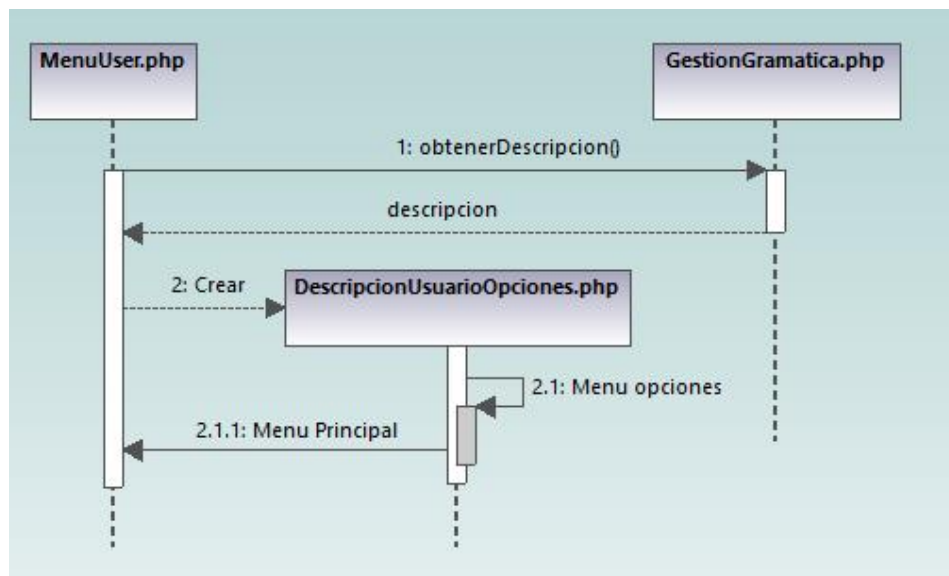 MenuUser.php
GestionGramatica.php
1: obtenerDescripcion()
descripcion
2: Crear
DescripcionUsuarioOpciones.php
2.1: Menu opciones
2.1.1: Menu Principal